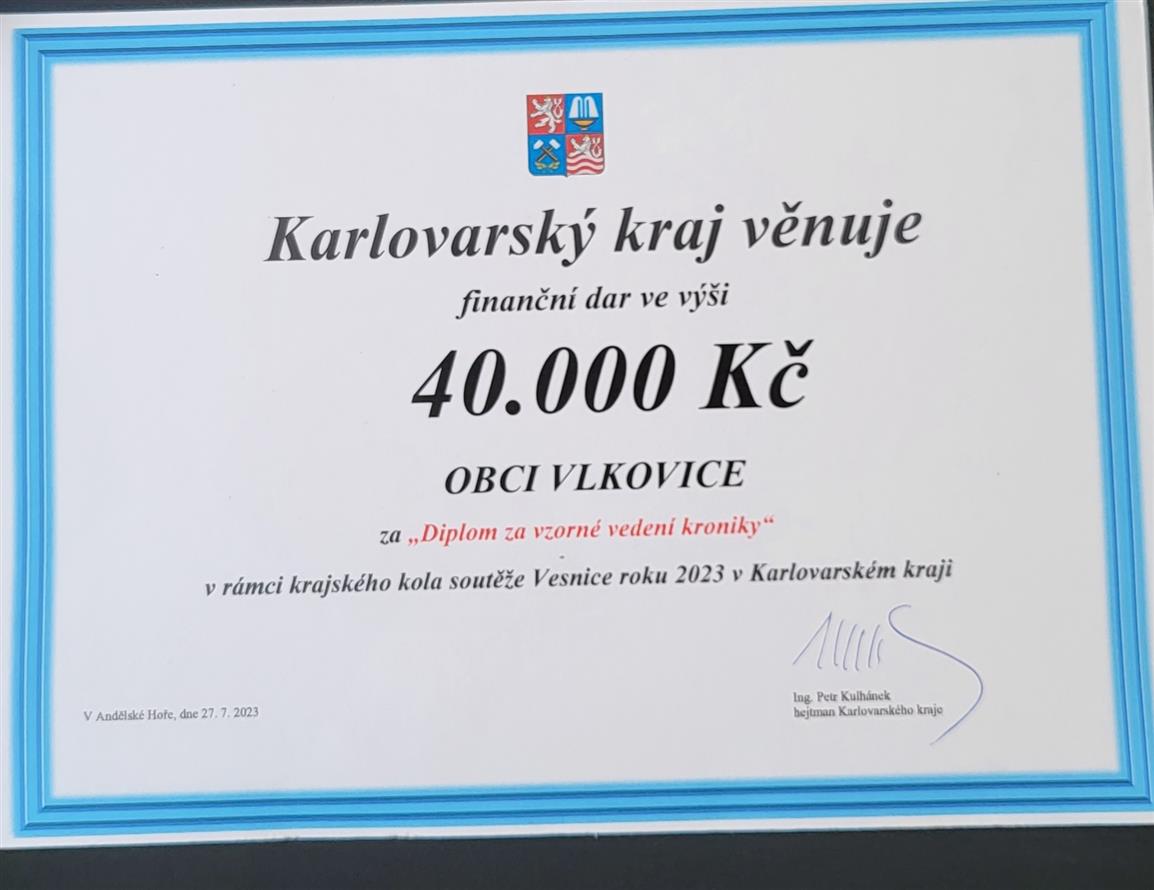 Karlovarský kraj věnuje
finanční dar ve výši
40.000 Kč
OBCI VLKOVICE
za „Diplom za vzorné vedení kroniky“
v rámci krajského kola soutěže Vesnice roku 2023 v Karlovarském kraji
Ing. Petr Kulhánek
hejtman Karlovarského kraje
V Andělské Hoře, dne 27. 7. 2023